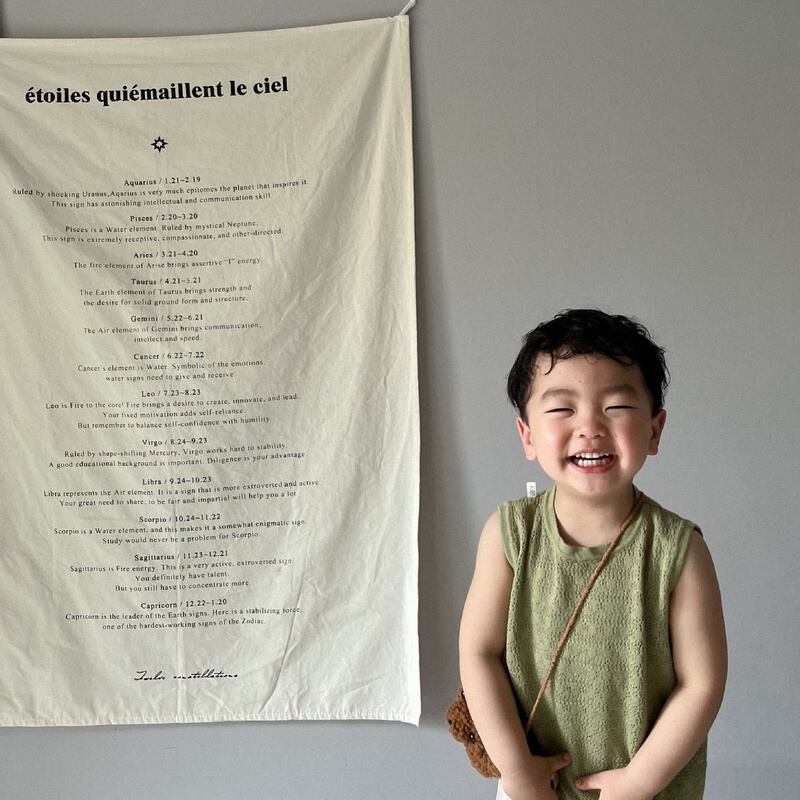 étoiles quiémaillent le ciel
Aquarius / 1.21~2.19
Ruled by shocking Uranus,Aqarius is very much epitomes the planet that inspires it.
This sign has astonishing intellectual and communication skill
Pisces / 2.20~3.20
Pisces is a Water element. Ruled by mystical Neptune.
This sign is extremely receptive, compassionate, and other-directed.
Aries / 3.21~4.20
The fire element of Arise brings assertive "I" energy.
Taurus / 4.21~5.21
The Earth element of Taurus brings strength and
the desire for solid ground form and structure.
Gemini / 5.22~6.21
The Air element of Gemini brings communication,
intellect and speed.
Cancer / 6.22~7.22
Cancer's element is Water. Symbolic of the emotions,
water signs need to give and receive
Leo / 7.23~8.23
Leo is Fire to the core! Fire brings a desire to create, innovate, and lead.
Your fixed motivation adds self-reliance
But remember to balance self-confidence with humility.
Virgo / 8.24~9.23
Ruled by shape-shifting Mercury, Virgo works hard to stability.
A good educational background is important. Diligence is your advantage.
Libra / 9.24~10.23
Libra represents the Air element. It is a sign that is more extroverted and active.
Your great need to share: to be fair and impartial will help you a lot
Scorpio / 10.24~11.22
Scorpio is a Water element, and this makes it a somewhat enigmatic sign.
Study would never be a problem for Scorpio.
Sagittarius / 11.23~12.21
Sagittarius is Fire energy. This is a very active, extroverted sign.
You definitely have talent.
But you still have to concentrate more.
Capricorn / 12.22~1.20
Capricorn is the leader of the Earth signs. Here is a stabilizing force,
one of the hardest-working signs of the Zodiac.
Twelve constellations